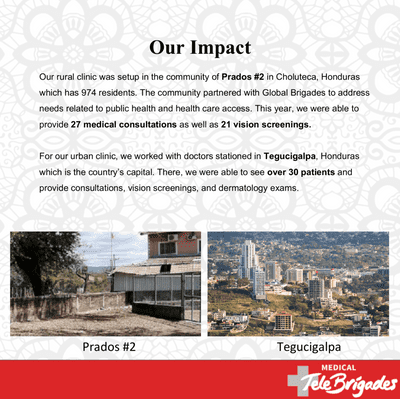 Our Impact
Our rural clinic was setup in the community of Prados #2 in Choluteca, Honduras
which has 974 residents. The community partnered with Global Brigades to address
needs related to public health and health care access. This year, we were able to
provide 27 medical consultations as well as 21 vision screenings.
For our urban clinic, we worked with doctors stationed in Tegucigalpa, Honduras
which is the country's capital. There, we were able to see over 30 patients and
provide consultations, vision screenings, and dermatology exams.
Prados #2
Tegucigalpa
MEDICAL
TeleBrigades